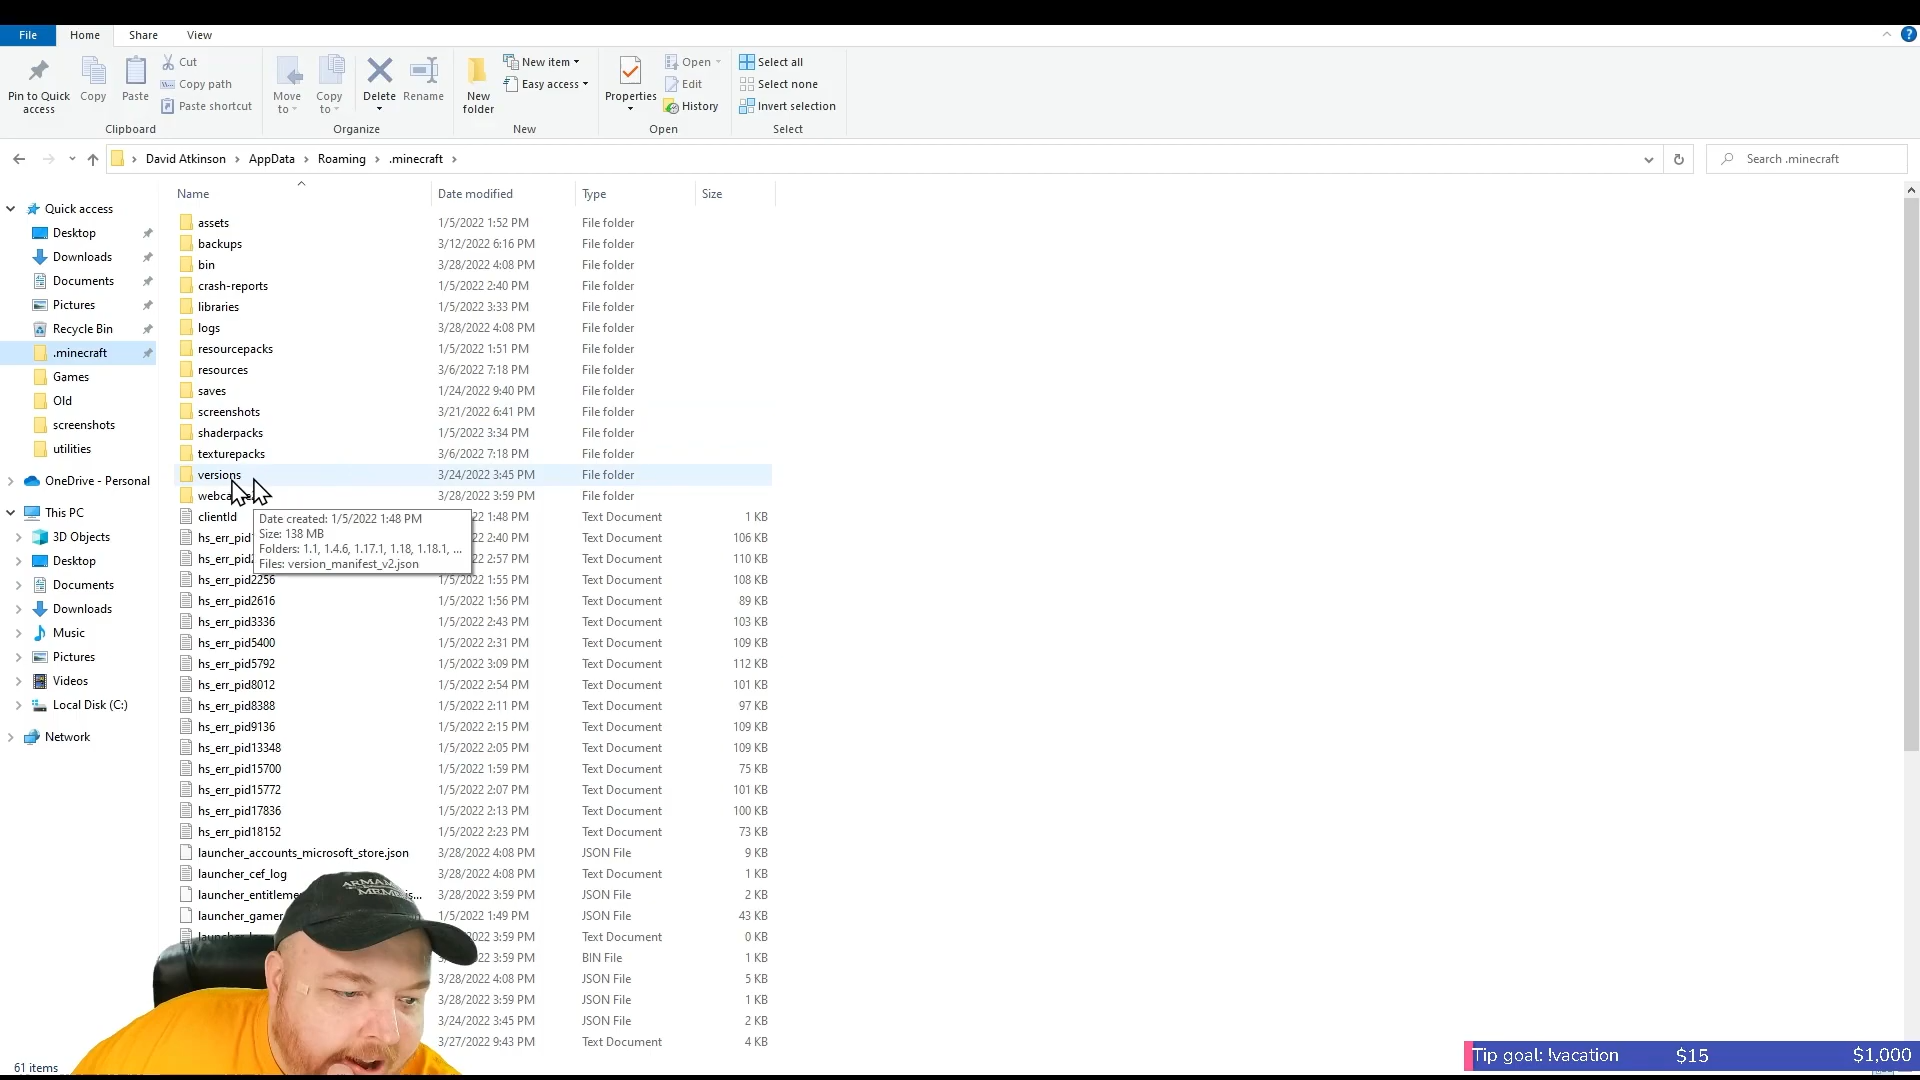 File Home Share View
Pin to Quick access
Copy
Paste
Cut
Copy path
Paste shortcut
Clipboard
Move to
Copy to
Delete
Rename
Organize
New folder
New item
Easy access
New
Properties
Open
Edit
History
Open
Select all
Select none
Invert selection
Select
David Atkinson AppData Roaming .minecraft
Search .minecraft
Quick access
Desktop
Downloads
Documents
Pictures
Recycle Bin
.minecraft
Games
Old
screenshots
utilities
OneDrive - Personal
This PC
3D Objects
Desktop
Documents
Downloads
Music
Pictures
Videos
Local Disk (C:)
Network
Name Date modified Type Size
assets 1/5/2022 1:52 PM File folder
backups 3/12/2022 6:16 PM File folder
bin 3/28/2022 4:08 PM File folder
crash-reports 1/5/2022 2:40 PM File folder
libraries 1/5/2022 3:33 PM File folder
logs 3/28/2022 4:08 PM File folder
resourcepacks 1/5/2022 1:51 PM File folder
resources 3/6/2022 7:18 PM File folder
saves 1/24/2022 9:40 PM File folder
screenshots 3/21/2022 6:41 PM File folder
shaderpacks 1/5/2022 3:34 PM File folder
texturepacks 3/6/2022 7:18 PM File folder
versions 3/24/2022 3:45 PM File folder
3/28/2022 3:59 PM File folder
clientId 22 1:48 PM Text Document 1 KB
22 2:40 PM Text Document 106 KB
22 2:57 PM Text Document 110 KB
Date created: 1/5/2022 1:48 PM
Size: 138 MB
Folders: 1.1, 1.4.6, 1.17.1, 1.18, 1.18.1, ...
Files: version_manifest_v2.json
hs_err_pid2256 1/5/2022 1:55 PM Text Document 108 KB
hs_err_pid2616 1/5/2022 1:56 PM Text Document 89 KB
hs_err_pid3336 1/5/2022 2:43 PM Text Document 103 KB
hs_err_pid5400 1/5/2022 2:31 PM Text Document 109 KB
hs_err_pid5792 1/5/2022 3:09 PM Text Document 112 KB
hs_err_pid8012 1/5/2022 2:54 PM Text Document 101 KB
hs_err_pid8388 1/5/2022 2:11 PM Text Document 97 KB
hs_err_pid9136 1/5/2022 2:15 PM Text Document 109 KB
hs_err_pid13348 1/5/2022 2:05 PM Text Document 109 KB
hs_err_pid15700 1/5/2022 1:59 PM Text Document 75 KB
hs_err_pid15772 1/5/2022 2:07 PM Text Document 101 KB
hs_err_pid17836 1/5/2022 2:13 PM Text Document 100 KB
hs_err_pid18152 1/5/2022 2:23 PM Text Document 73 KB
launcher_accounts_microsoft_store.json 3/28/2022 4:08 PM JSON File 9 KB
launcher_cef_log 3/28/2022 4:08 PM Text Document 1 KB
launcher_entitleme 3/28/2022 3:59 PM JSON File 2 KB
launcher_gamer 1/5/2022 1:49 PM JSON File 43 KB
22 3:59 PM Text Document 0 KB
22 3:59 PM BIN File 1 KB
3/28/2022 4:08 PM JSON File 5 KB
3/28/2022 3:59 PM JSON File 1 KB
3/24/2022 3:45 PM JSON File 2 KB
3/27/2022 9:43 PM Text Document 4 KB
61 items
Tip goal: !vacation $15 $1,000